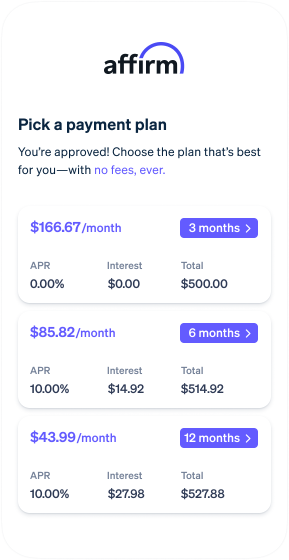 affirm
Pick a payment plan
You're approved! Choose the plan that's best
for you—with no fees, ever.
$166.67/month 3 months
APR Interest Total
0.00% $0.00 $500.00
$85.82/month 6 months
APR Interest Total
10.00% $14.92 $514.92
$43.99/month 12 months
APR Interest Total
10.00% $27.98 $527.88